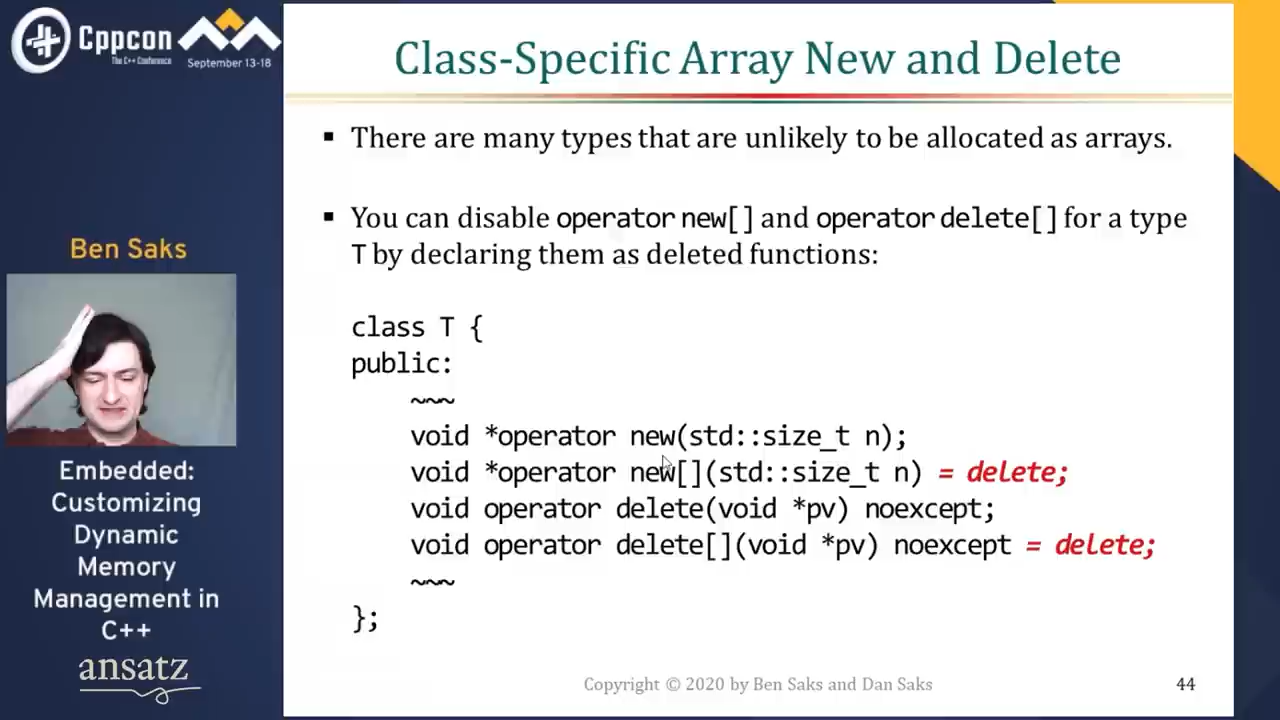 Cppcon
The C++ Conference
September 13-18
Ben Saks
Embedded:
Customizing
Dynamic
Memory
Management in
C++
ansatz
Class-Specific Array New and Delete
▪ There are many types that are unlikely to be allocated as arrays.
▪ You can disable operator new[] and operator delete[] for a type
T by declaring them as deleted functions:
class T {
public:
~~~
void *operator new(std::size_t n);
void *operator new[](std::size_t n) = delete;
void operator delete(void *pv) noexcept;
void operator delete[](void *pv) noexcept = delete;
~~~
};
Copyright © 2020 by Ben Saks and Dan Saks
44